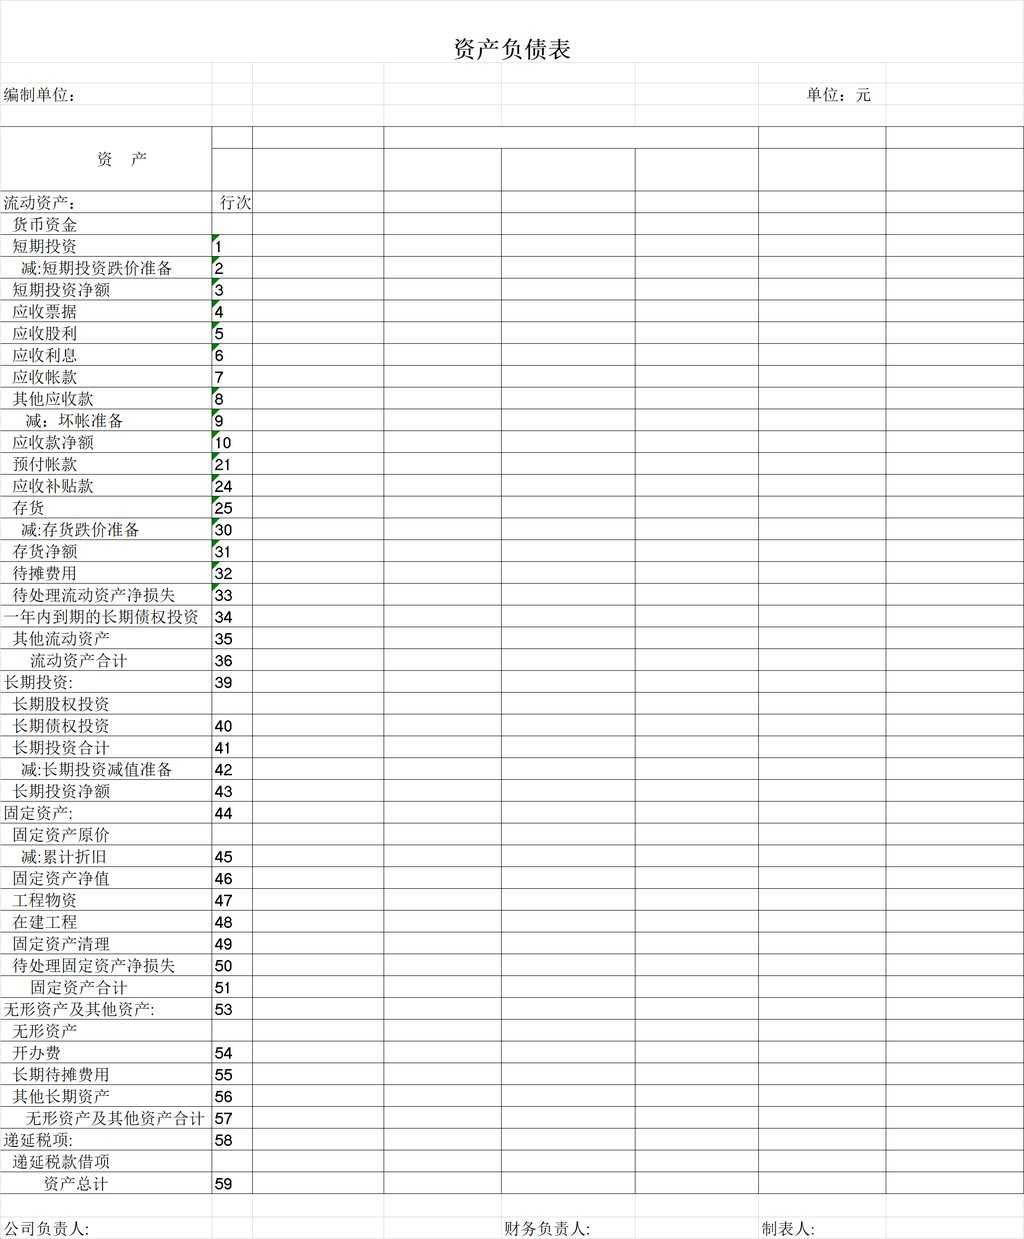 资产负债表
编制单位： 单位：元
资 产
流动资产： 行次
货币资金
短期投资 1
减:短期投资跌价准备 2
短期投资净额 3
应收票据 4
应收股利 5
应收利息 6
应收帐款 7
其他应收款 8
减：坏帐准备 9
应收款净额 10
预付帐款 21
应收补贴款 24
存货 25
减:存货跌价准备 30
存货净额 31
待摊费用 32
待处理流动资产净损失 33
一年内到期的长期债权投资 34
其他流动资产 35
流动资产合计 36
长期投资: 39
长期股权投资
长期债权投资 40
长期投资合计 41
减:长期投资减值准备 42
长期投资净额 43
固定资产: 44
固定资产原价
减:累计折旧 45
固定资产净值 46
工程物资 47
在建工程 48
固定资产清理 49
待处理固定资产净损失 50
固定资产合计 51
无形资产及其他资产: 53
无形资产
开办费 54
长期待摊费用 55
其他长期资产 56
无形资产及其他资产合计 57
递延税项: 58
递延税款借项
资产总计 59
公司负责人: 财务负责人: 制表人: